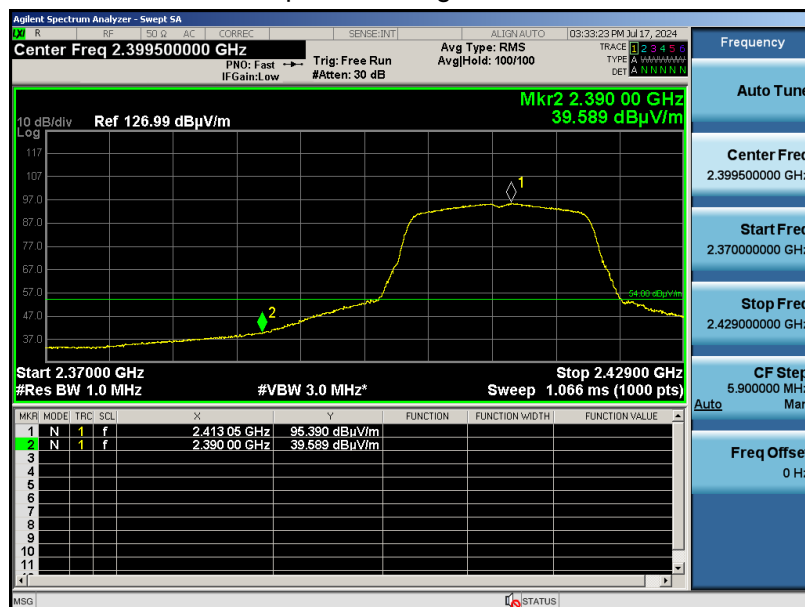 Agilent Spectrum Analyzer - Swept SA
LXI R RF 50 Ω AC CORREC SENSE:INT ALIGN AUTO 03:33:23 PM Jul 17, 2024
Center Freq 2.399500000 GHz
PNO: Fast
IFGain:Low
Trig: Free Run
#Atten: 30 dB
Avg Type: RMS
Avg|Hold: 100/100
TRACE 1 2 3 4 5 6
TYPE A
DET A N N N N N
Mkr2 2.390 00 GHz
39.589 dBµV/m
10 dB/div Ref 126.99 dBµV/m
Log
117
107
97.0
87.0
77.0
67.0
57.0
47.0
37.0
1
2
54.00 dBµV/m
Start 2.37000 GHz Stop 2.42900 GHz
#Res BW 1.0 MHz #VBW 3.0 MHz* Sweep 1.066 ms (1000 pts)
MKR MODE TRC SCL X Y FUNCTION FUNCTION WIDTH FUNCTION VALUE
1 N 1 f 2.413 05 GHz 95.390 dBµV/m
2 N 1 f 2.390 00 GHz 39.589 dBµV/m
3
4
5
6
7
8
9
10
11
MSG STATUS
Frequency
Auto Tune
Center Freq
2.399500000 GHz
Start Freq
2.370000000 GHz
Stop Freq
2.429000000 GHz
CF Step
5.900000 MHz
Auto Man
Freq Offset
0 Hz